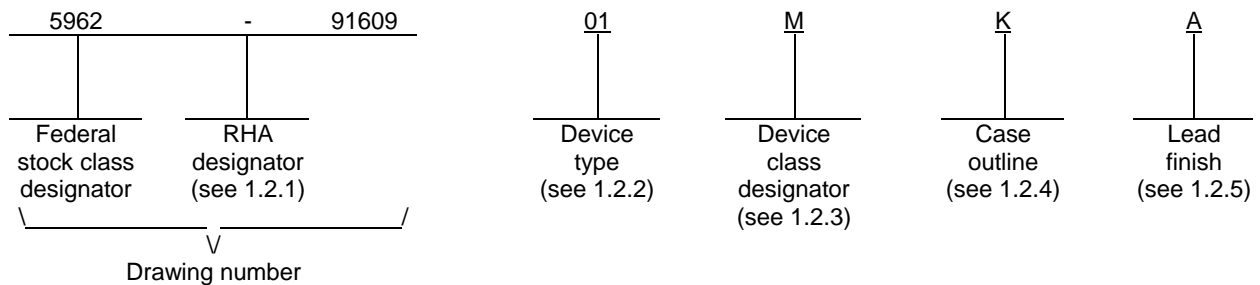 5962 - 91609 01 M K A
Federal stock class designator
RHA designator (see 1.2.1)
Device type (see 1.2.2)
Device class designator (see 1.2.3)
Case outline (see 1.2.4)
Lead finish (see 1.2.5)
Drawing number